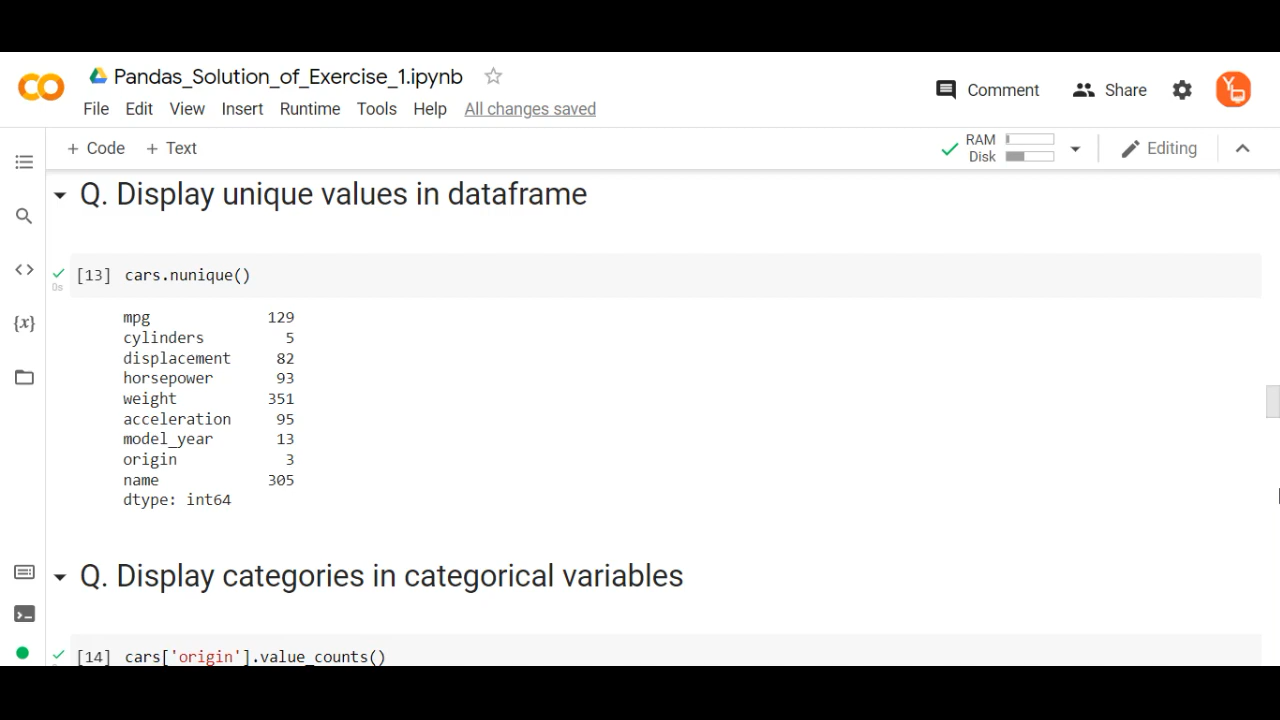 Pandas_Solution_of_Exercise_1.ipynb
Comment Share
File Edit View Insert Runtime Tools Help All changes saved
+ Code + Text RAM Disk Editing
Q. Display unique values in dataframe
[13] cars.nunique()
0s
mpg 129
cylinders 5
displacement 82
horsepower 93
weight 351
acceleration 95
model_year 13
origin 3
name 305
dtype: int64
Q. Display categories in categorical variables
[14] cars['origin'].value_counts()